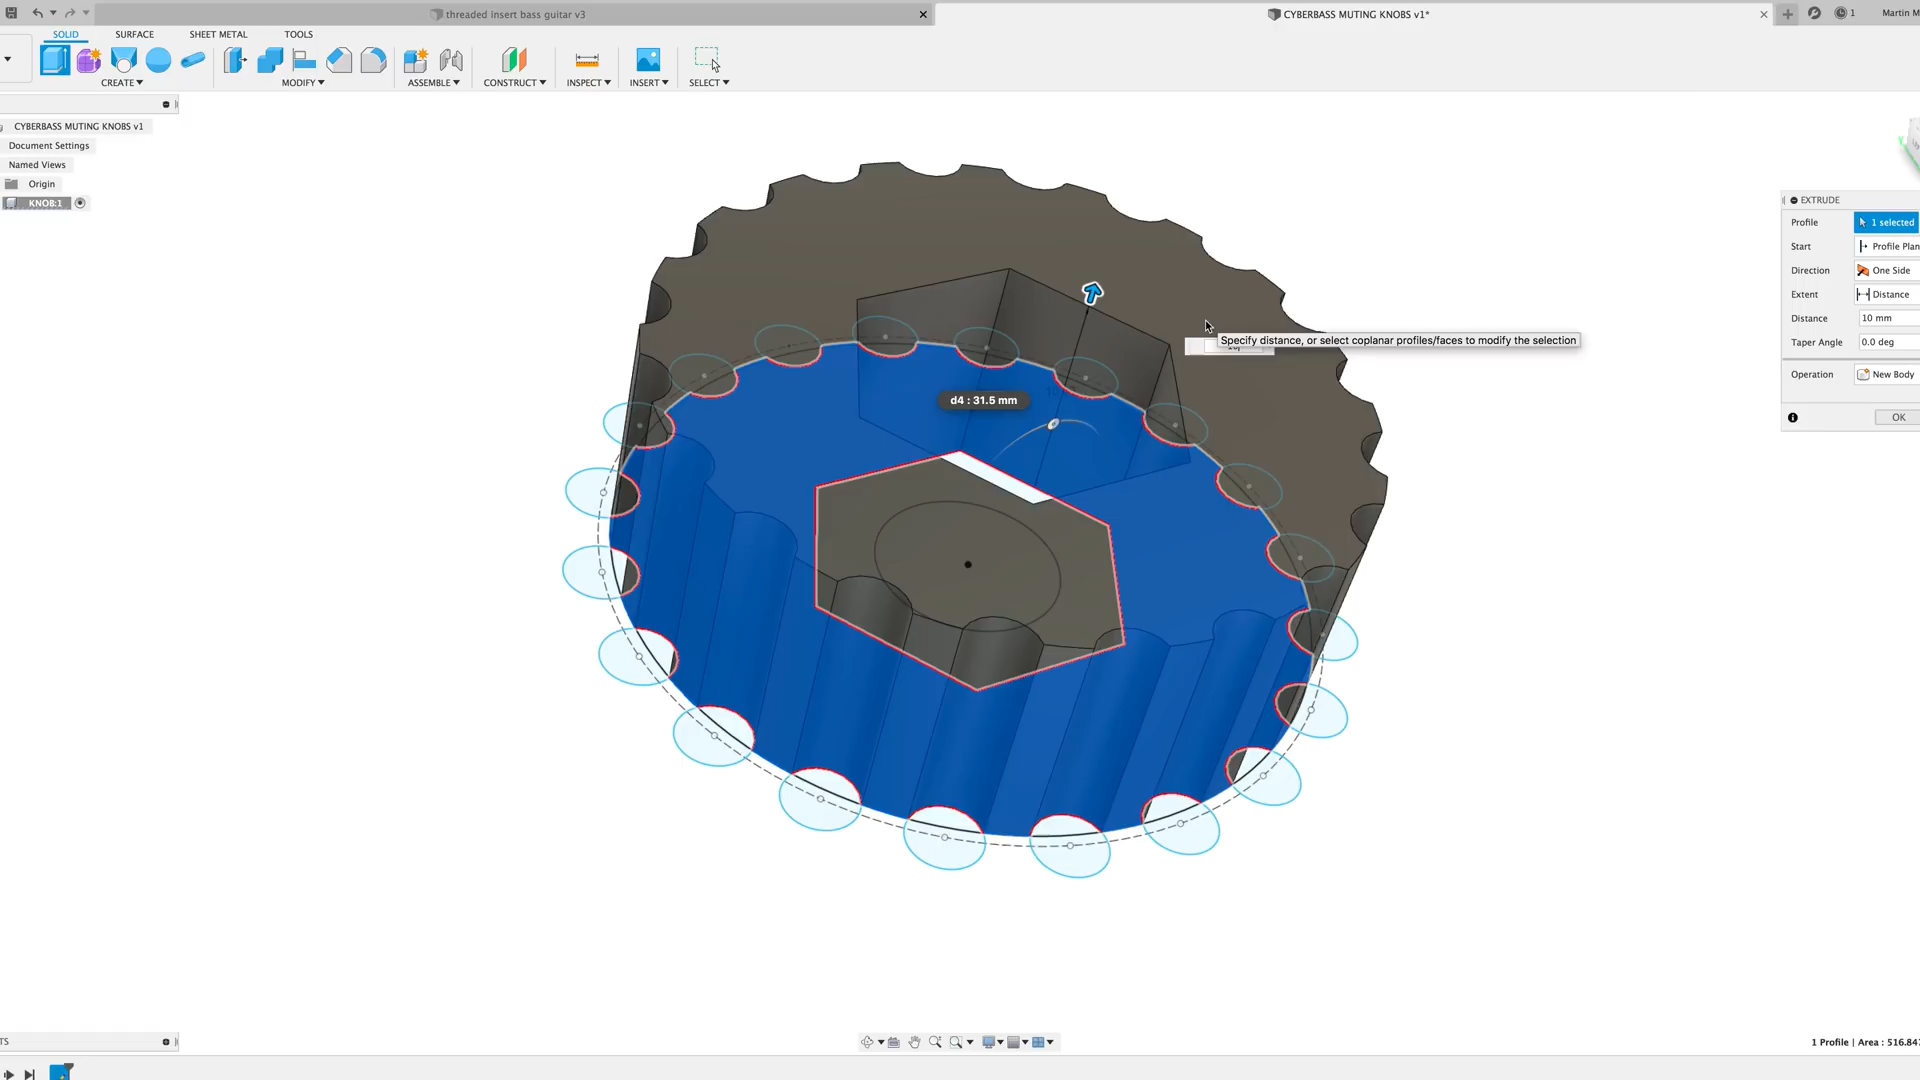 threaded insert bass guitar v3
CYBERBASS MUTING KNOBS v1*
1
Martin M
SOLID
SURFACE
SHEET METAL
TOOLS
CREATE
MODIFY
ASSEMBLE
CONSTRUCT
INSPECT
INSERT
SELECT
CYBERBASS MUTING KNOBS v1
Document Settings
Named Views
Origin
KNOB:1
EXTRUDE
Profile
1 selected
Start
Profile Plan
Direction
One Side
Extent
Distance
Distance
10 mm
Taper Angle
0.0 deg
Operation
New Body
OK
Specify distance, or select coplanar profiles/faces to modify the selection
d4 : 31.5 mm
TS
1 Profile | Area : 516.84